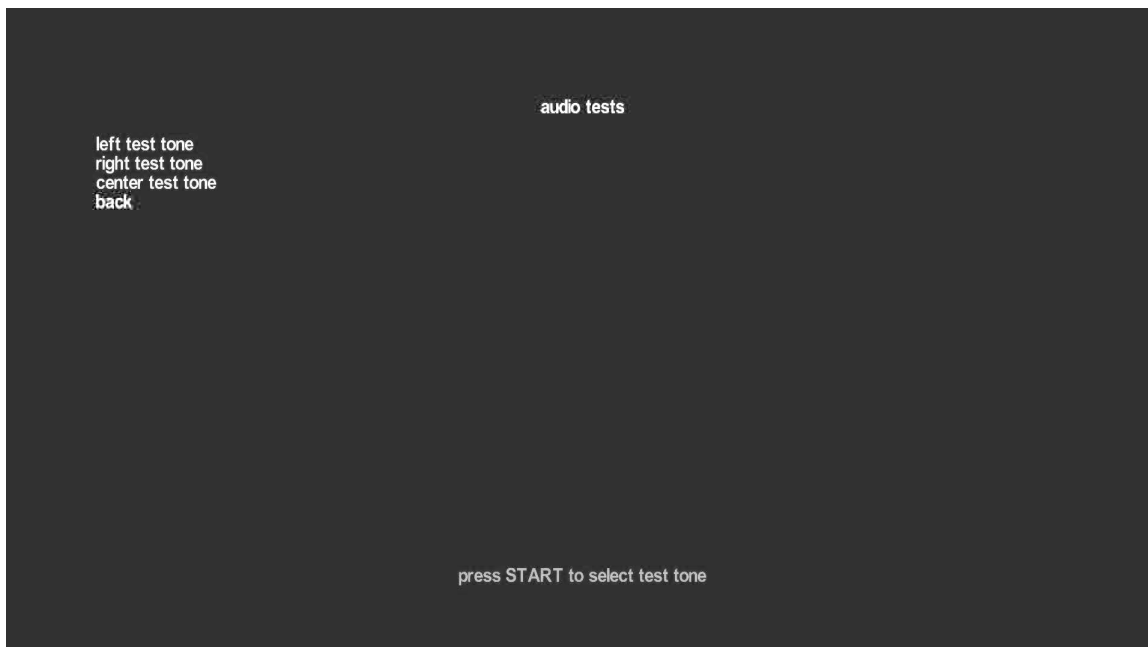 audio tests
left test tone
right test tone
center test tone
back
press START to select test tone